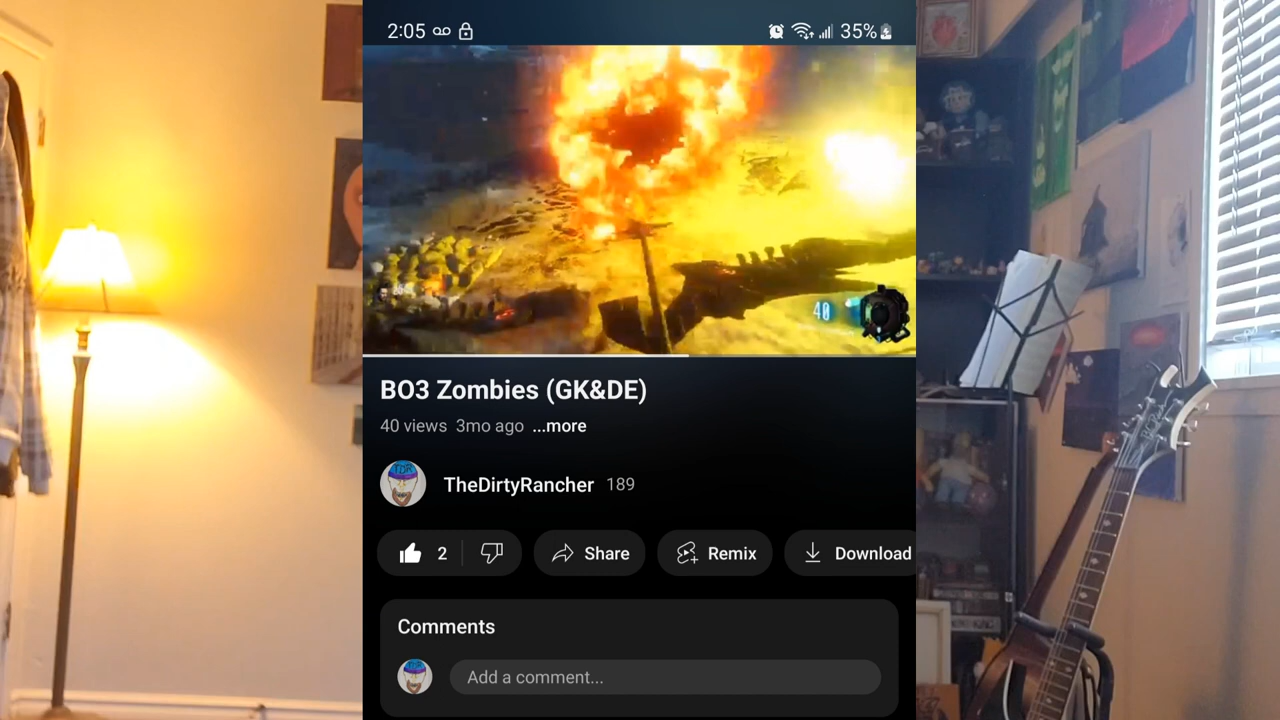 2:05 35%
40
BO3 Zombies (GK&DE)
40 views 3mo ago ...more
TDR
TheDirtyRancher 189
2 Share Remix Download
Comments
Add a comment...